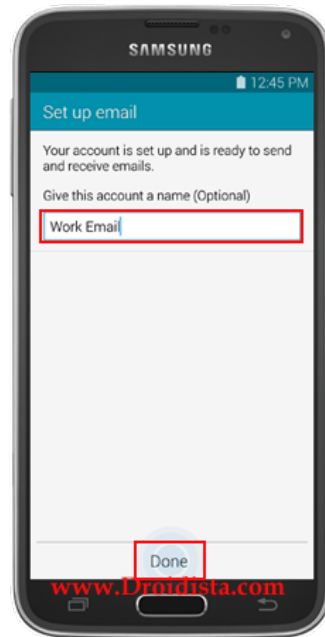 SAMSUNG
12:45 PM
Set up email
Your account is set up and is ready to send
and receive emails.
Give this account a name (Optional)
Work Email
Done
www.Droidista.com